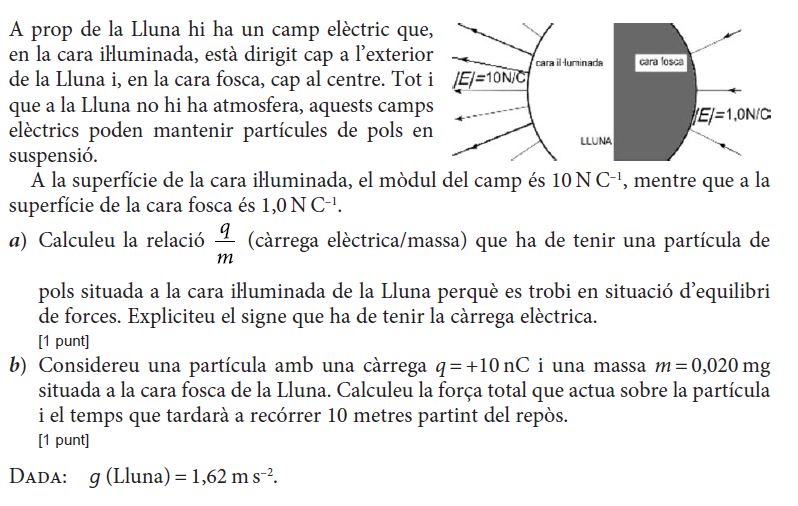 A prop de la Lluna hi ha un camp elèctric que,
en la cara il·luminada, està dirigit cap a l’exterior
de la Lluna i, en la cara fosca, cap al centre. Tot i
que a la Lluna no hi ha atmosfera, aquests camps
elèctrics poden mantenir partícules de pols en
suspensió.
cara il·luminada
cara fosca
/E/=10N/C
/E/=1,0N/C
LLUNA
A la superfície de la cara il·luminada, el mòdul del camp és 10 N C⁻¹, mentre que a la
superfície de la cara fosca és 1,0 N C⁻¹.
a) Calculeu la relació q/m (càrrega elèctrica/massa) que ha de tenir una partícula de
pols situada a la cara il·luminada de la Lluna perquè es trobi en situació d’equilibri
de forces. Expliciteu el signe que ha de tenir la càrrega elèctrica.
[1 punt]
b) Considereu una partícula amb una càrrega q = +10 nC i una massa m = 0,020 mg
situada a la cara fosca de la Lluna. Calculeu la força total que actua sobre la partícula
i el temps que tardarà a recórrer 10 metres partint del repòs.
[1 punt]
DADA: g (Lluna) = 1,62 m s⁻².